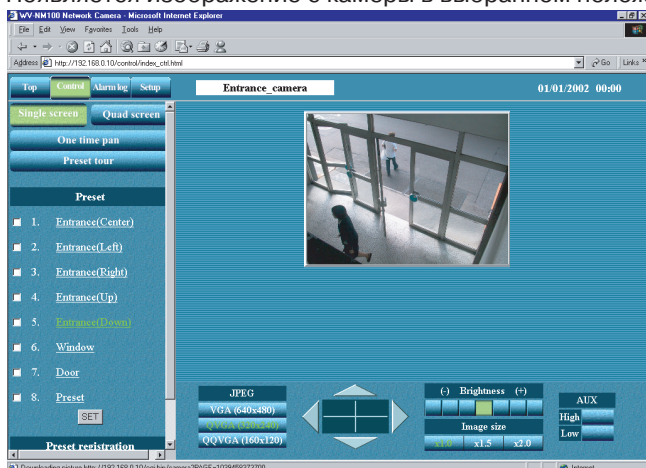 Появляется изображение с камеры в выбранном
WV-NM100 Network Camera - Microsoft Internet Explorer
File Edit View Favorites Tools Help
Address http://192.168.0.10/control/index_ctrl.html Go Links
Top Control Alarm log Setup Entrance_camera 01/01/2002 00:00
Single screen Quad screen
One time pan
Preset tour
Preset
1. Entrance(Center)
2. Entrance(Left)
3. Entrance(Right)
4. Entrance(Up)
5. Entrance(Down)
6. Window
7. Door
8. Preset
SET
Preset registration
JPEG
VGA (640x480)
QVGA (320x240)
QQVGA (160x120)
(-) Brightness (+)
Image size
x1.0 x1.5 x2.0
AUX
High
Low
Internet